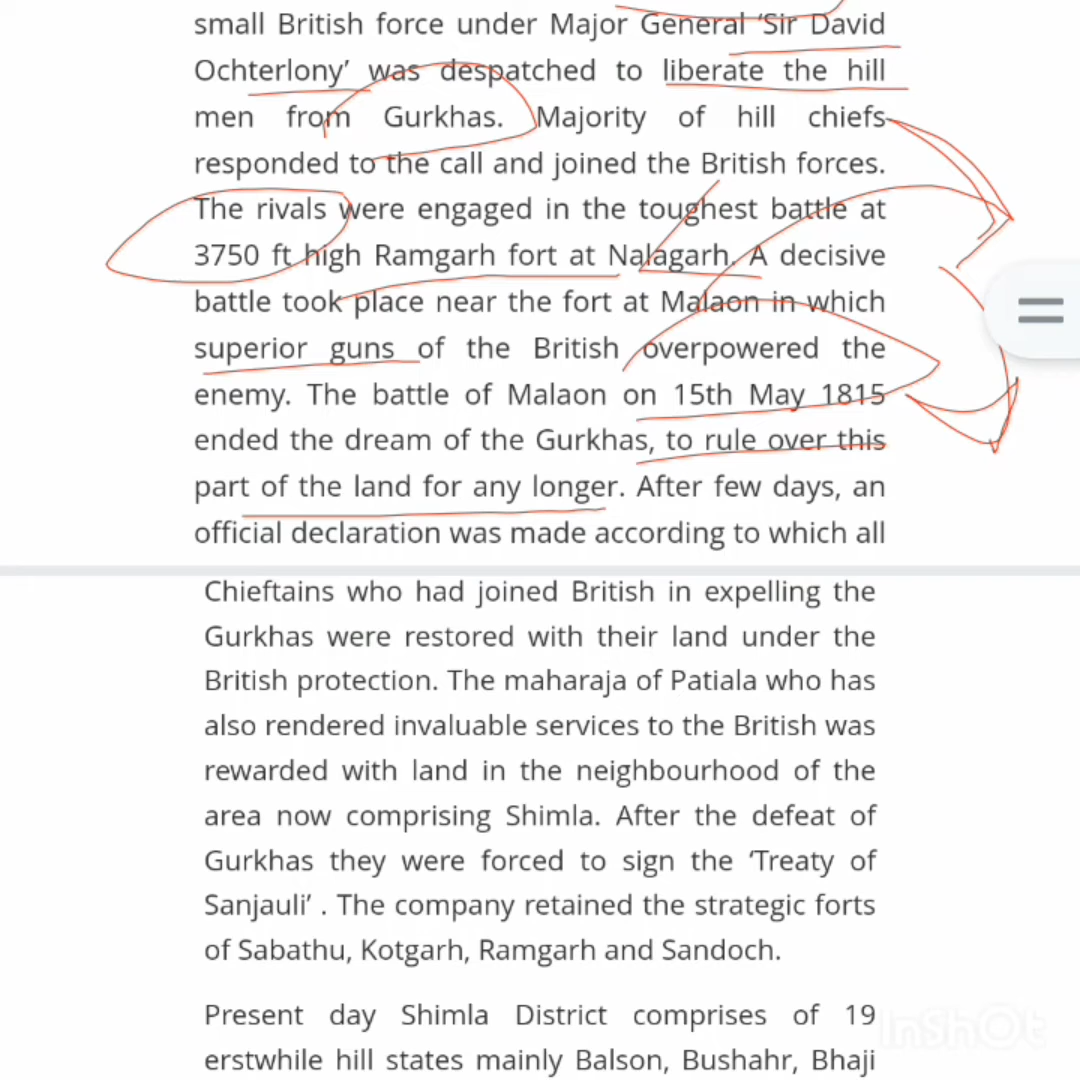 small British force under Major General ‘Sir David
Ochterlony’ was despatched to liberate the hill
men from Gurkhas. Majority of hill chiefs
responded to the call and joined the British forces.
The rivals were engaged in the toughest battle at
3750 ft high Ramgarh fort at Nalagarh. A decisive
battle took place near the fort at Malaon in which
superior guns of the British overpowered the
enemy. The battle of Malaon on 15th May 1815
ended the dream of the Gurkhas, to rule over this
part of the land for any longer. After few days, an
official declaration was made according to which all
Chieftains who had joined British in expelling the
Gurkhas were restored with their land under the
British protection. The maharaja of Patiala who has
also rendered invaluable services to the British was
rewarded with land in the neighbourhood of the
area now comprising Shimla. After the defeat of
Gurkhas they were forced to sign the ‘Treaty of
Sanjauli’ . The company retained the strategic forts
of Sabathu, Kotgarh, Ramgarh and Sandoch.
Present day Shimla District comprises of 19
erstwhile hill states mainly Balson, Bushahr, Bhaji
InShOt